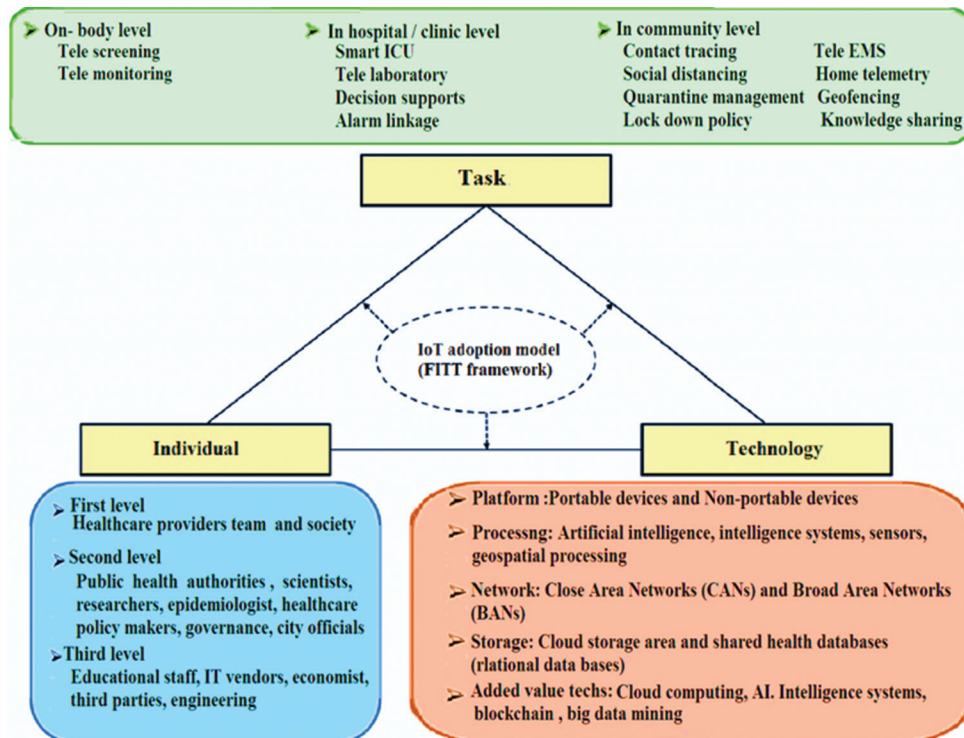 On- body level
Tele screening
Tele monitoring
In hospital / clinic level
Smart ICU
Tele laboratory
Decision supports
Alarm linkage
In community level
Contact tracing
Social distancing
Quarantine management
Lock down policy
Tele EMS
Home telemetry
Geofencing
Knowledge sharing
Task
IoT adoption model
(FITT framework)
Individual
Technology
First level
Healthcare providers team and society
Second level
Public health authorities , scientists,
researchers, epidemiologist, healthcare
policy makers, governance, city officials
Third level
Educational staff, IT vendors, economist,
third parties, engineering
Platform :Portable devices and Non-portable devices
Processng: Artificial intelligence, intelligence systems, sensors,
geospatial processing
Network: Close Area Networks (CANs) and Broad Area Networks
(BANs)
Storage: Cloud storage area and shared health databases
(rlational data bases)
Added value techs: Cloud computing, AI. Intelligence systems,
blockchain , big data mining